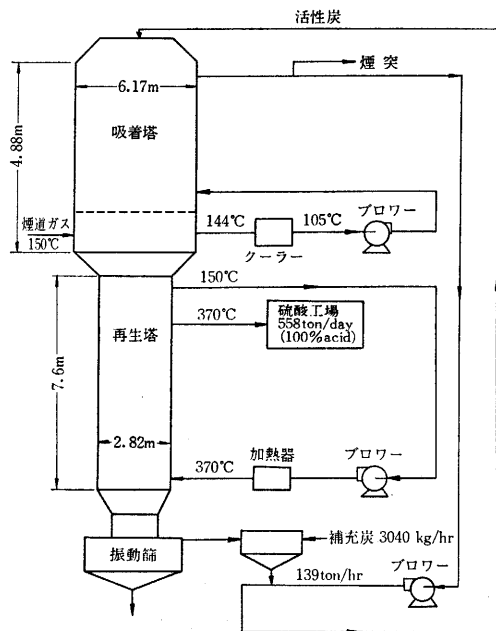 活性炭
煙突
6.17m
4.88m
吸着塔
煙道ガス
150℃
144℃
105℃
ブロワー
クーラー
150℃
370℃
硫酸工場
558ton/day
(100%acid)
再生塔
7.6m
2.82m
加熱器
ブロワー
370℃
振動篩
補充炭 3040 kg/hr
139ton/hr
ブロワー